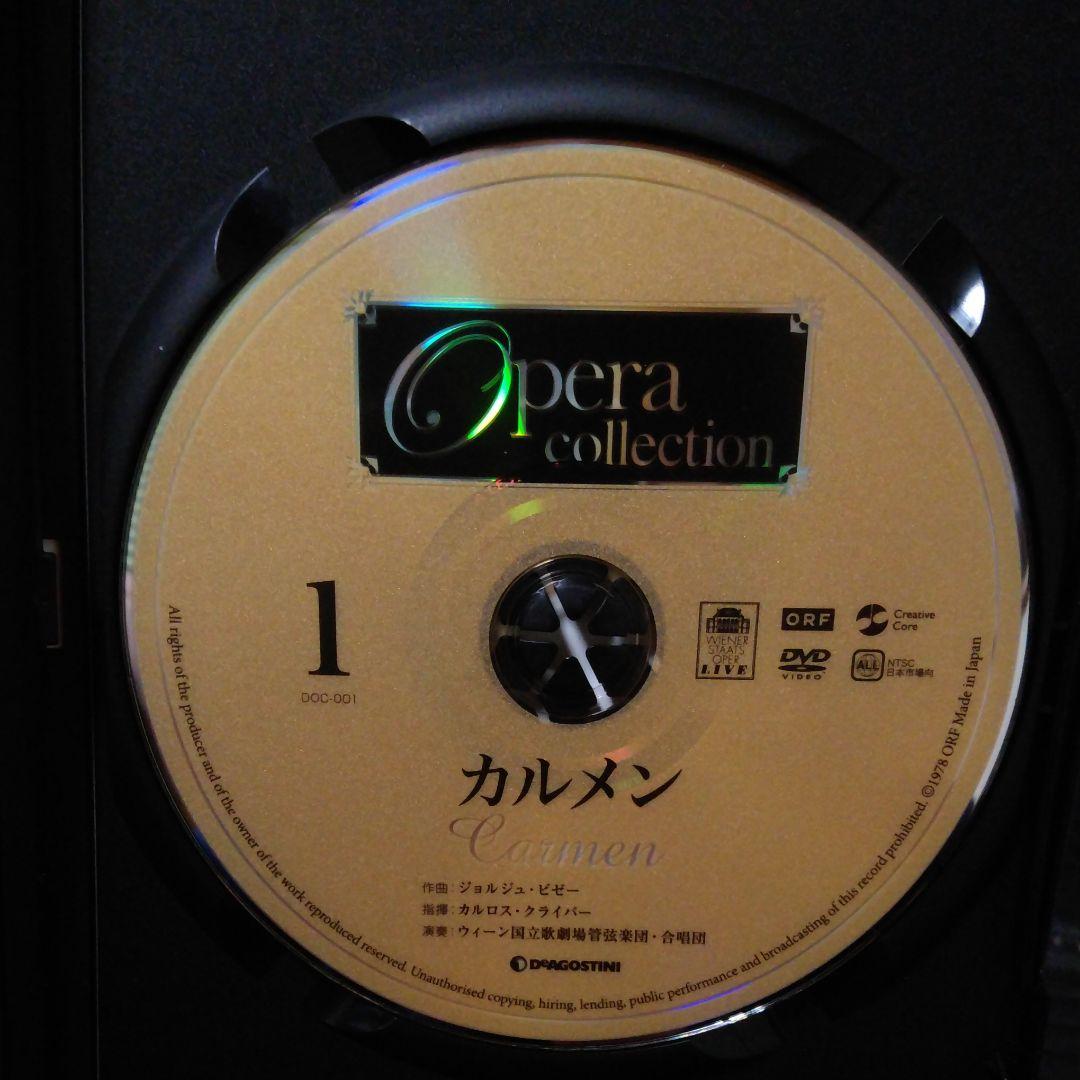 Opera
collection
1
DOC-001
WIENER
STAATS
OPER
LIVE
ORF
Creative
Core
DVD
VIDEO
ALL
NTSC
日本市場向
カルメン
Carmen
作曲:ジョルジュ・ビゼー
指揮:カルロス・クライバー
演奏:ウィーン国立歌劇場管弦楽団・合唱団
DeAGOSTINI
All rights of the producer and of the owner of the work reproduced reserved. Unauthorised copying, hiring, lending, public performance and broadcasting of this record prohibited. ©1978 ORF Made in Japan